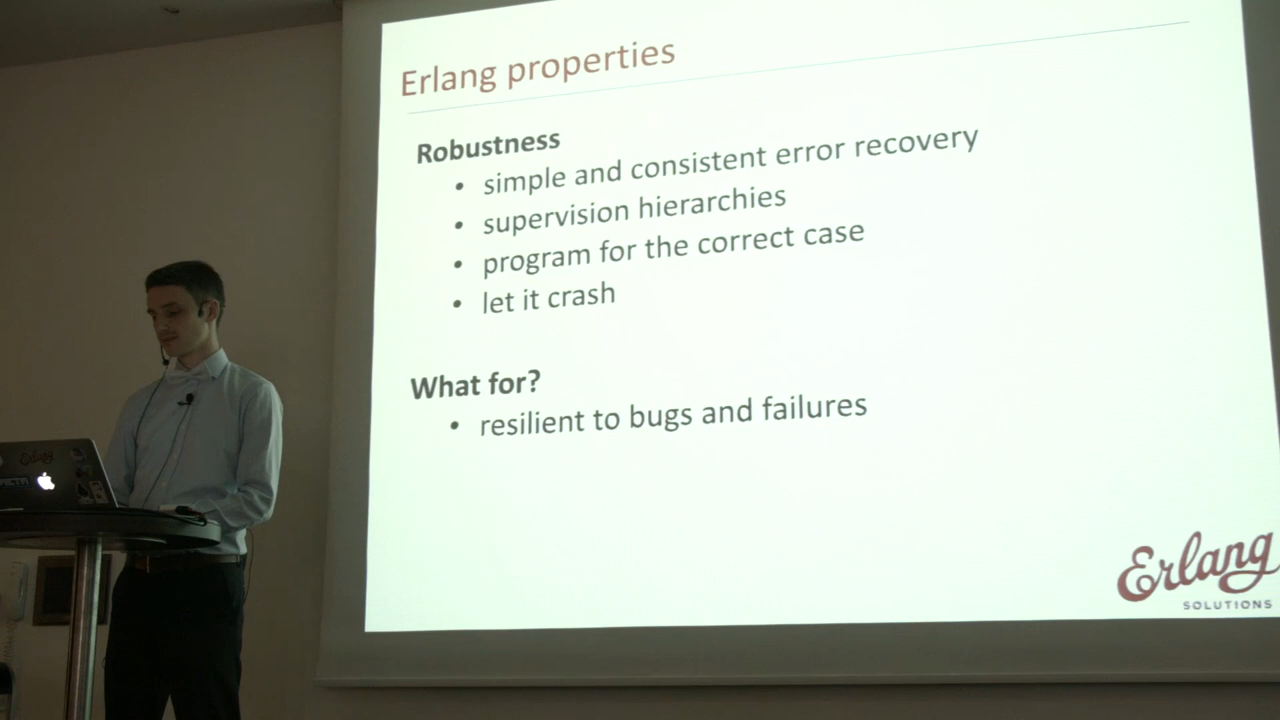 Erlang properties
Robustness
• simple and consistent error recovery
• supervision hierarchies
• program for the correct case
• let it crash
What for?
• resilient to bugs and failures
Erlang
SOLUTIONS
Erlang